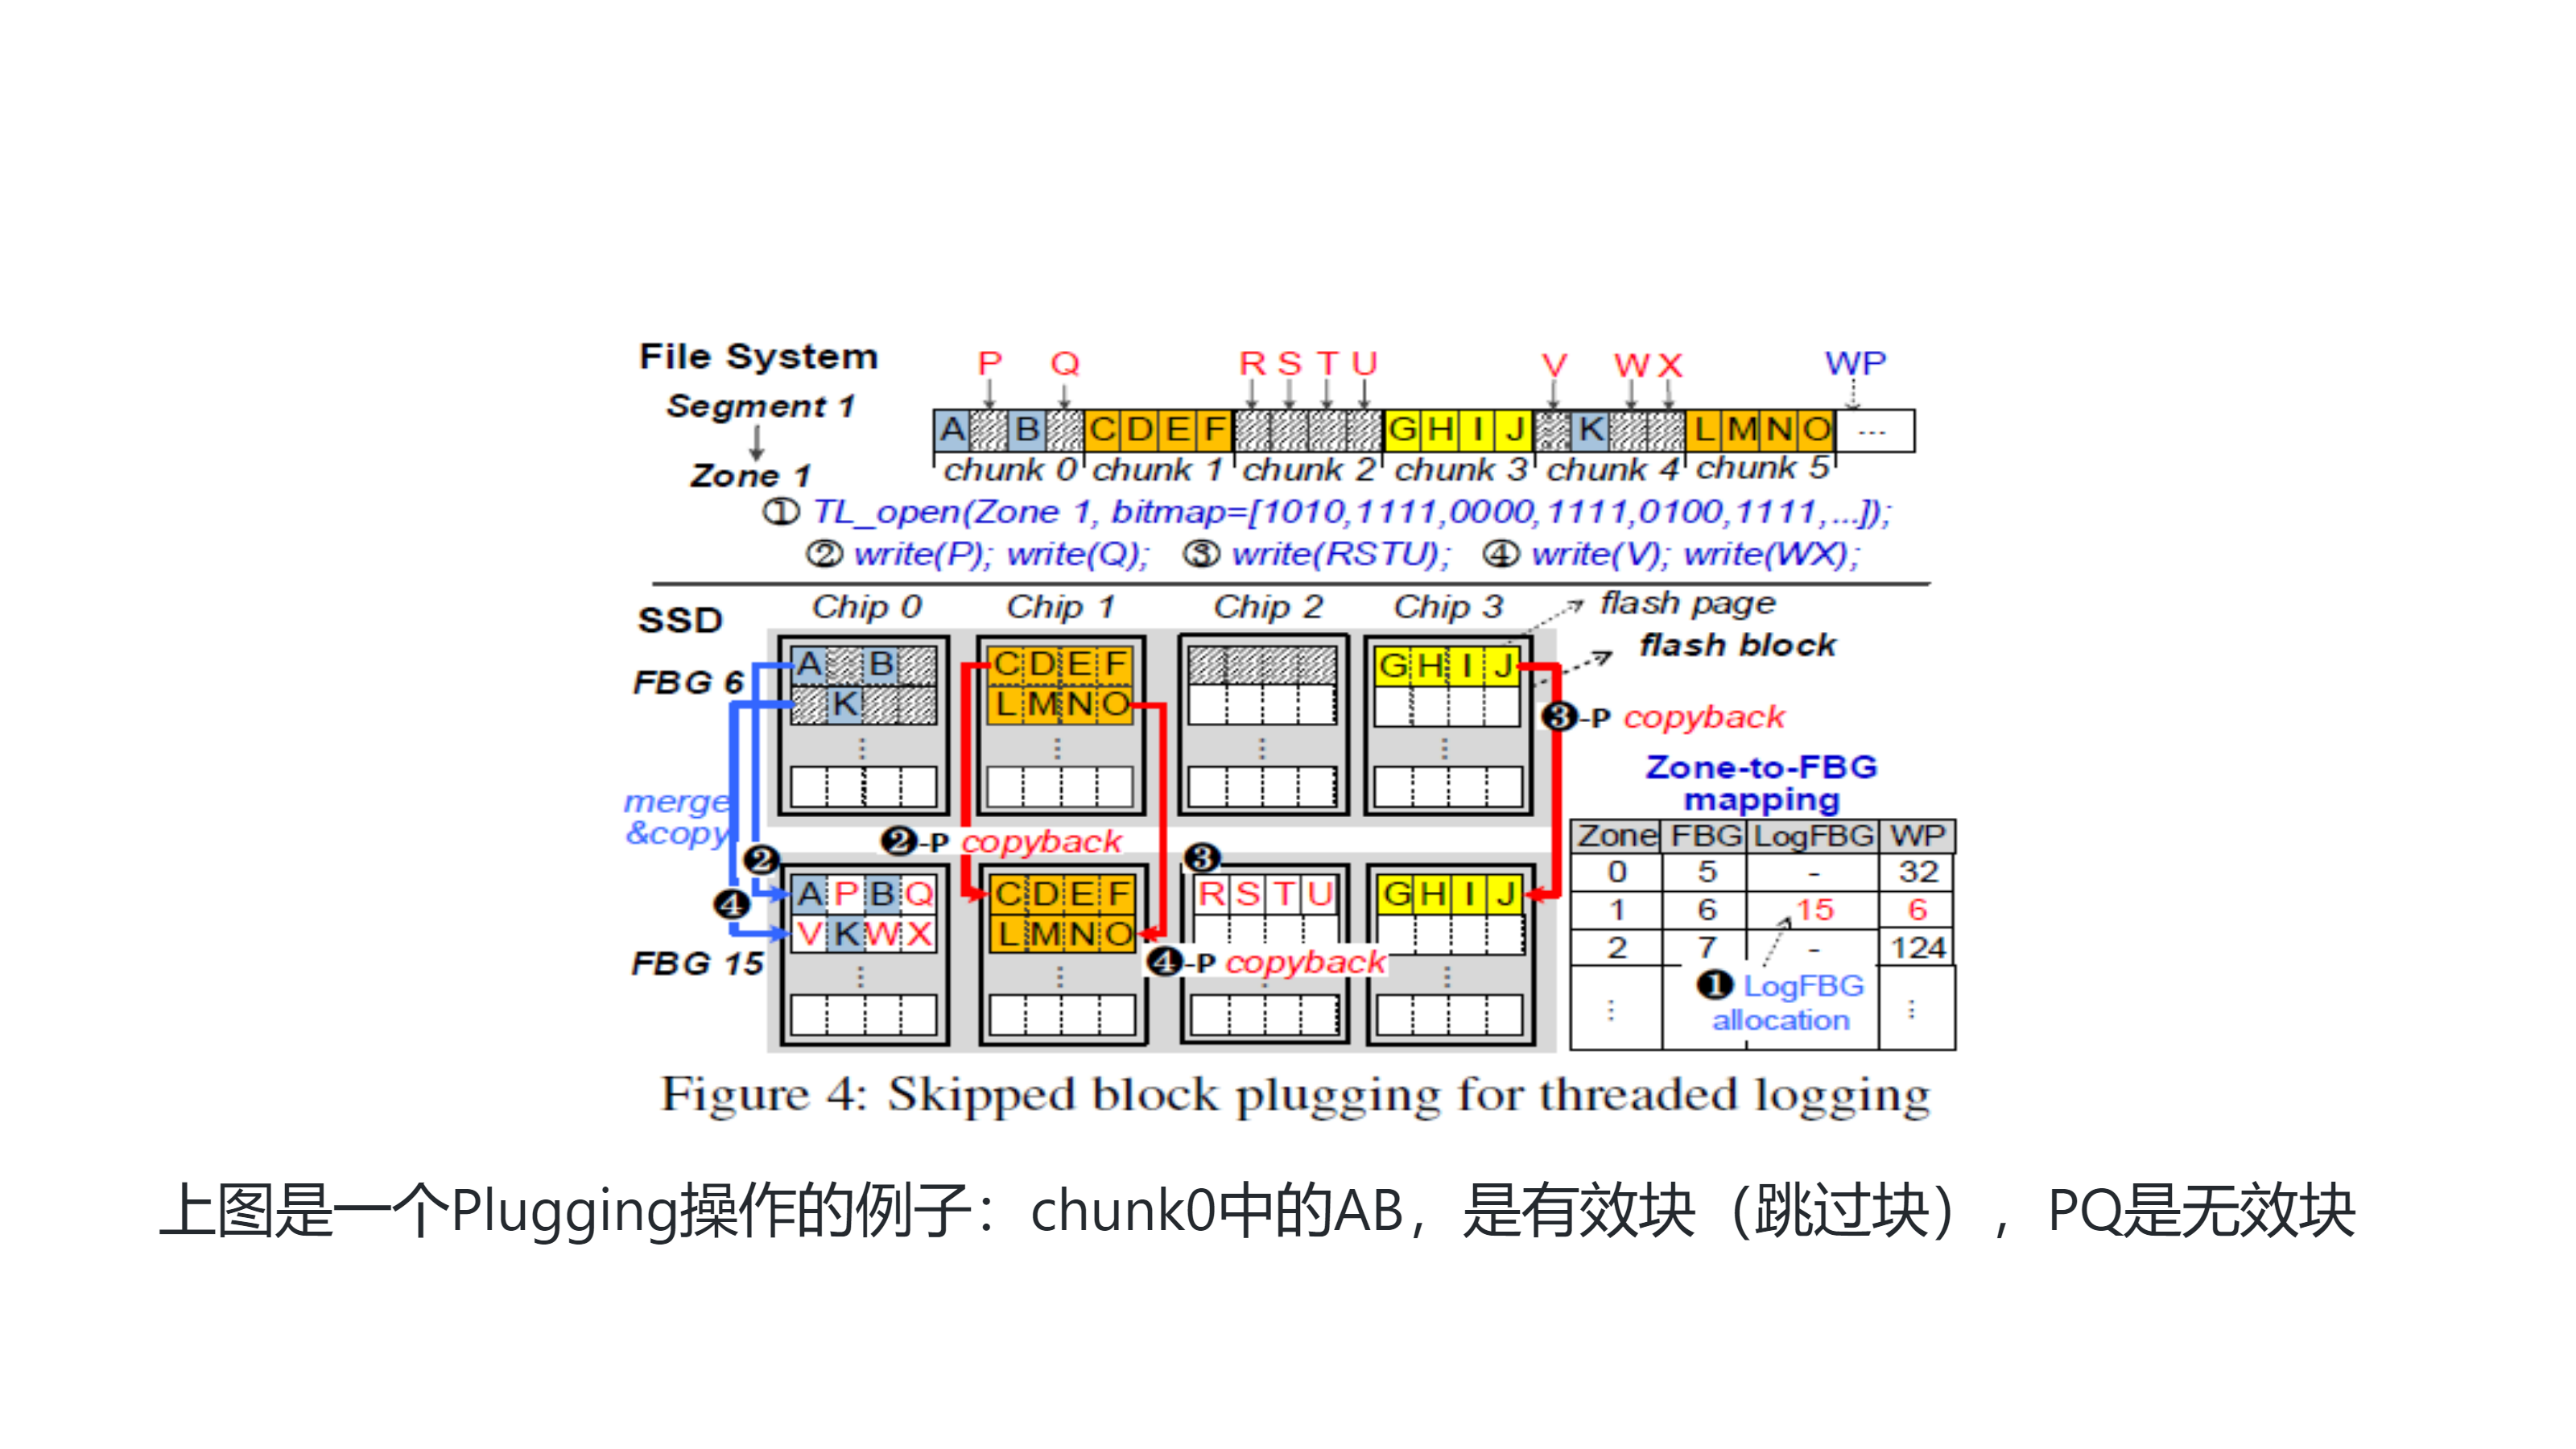 File System
P Q R S T U V W X WP
Segment 1
A B C D E F G H I J K L M N O ...
Zone 1
chunk 0 chunk 1 chunk 2 chunk 3 chunk 4 chunk 5
① TL_open(Zone 1, bitmap=[1010,1111,0000,1111,0100,1111,...]);
② write(P); write(Q); ③ write(RSTU); ④ write(V); write(WX);
SSD
Chip 0 Chip 1 Chip 2 Chip 3
flash page
flash block
FBG 6
A B C D E F G H I J
K L M N O
❸-P copyback
merge
&copy
❷-P copyback
Zone-to-FBG
mapping
Zone FBG LogFBG WP
0 5 - 32
1 6 15 6
2 7 - 124
❶ LogFBG
allocation
❷ ❸
❹
FBG 15
A P B Q C D E F R S T U G H I J
V K W X L M N O
❹-P copyback
Figure 4: Skipped block plugging for threaded logging
上图是一个Plugging操作的例子：chunk0中的AB，是有效块（跳过块），PQ是无效块